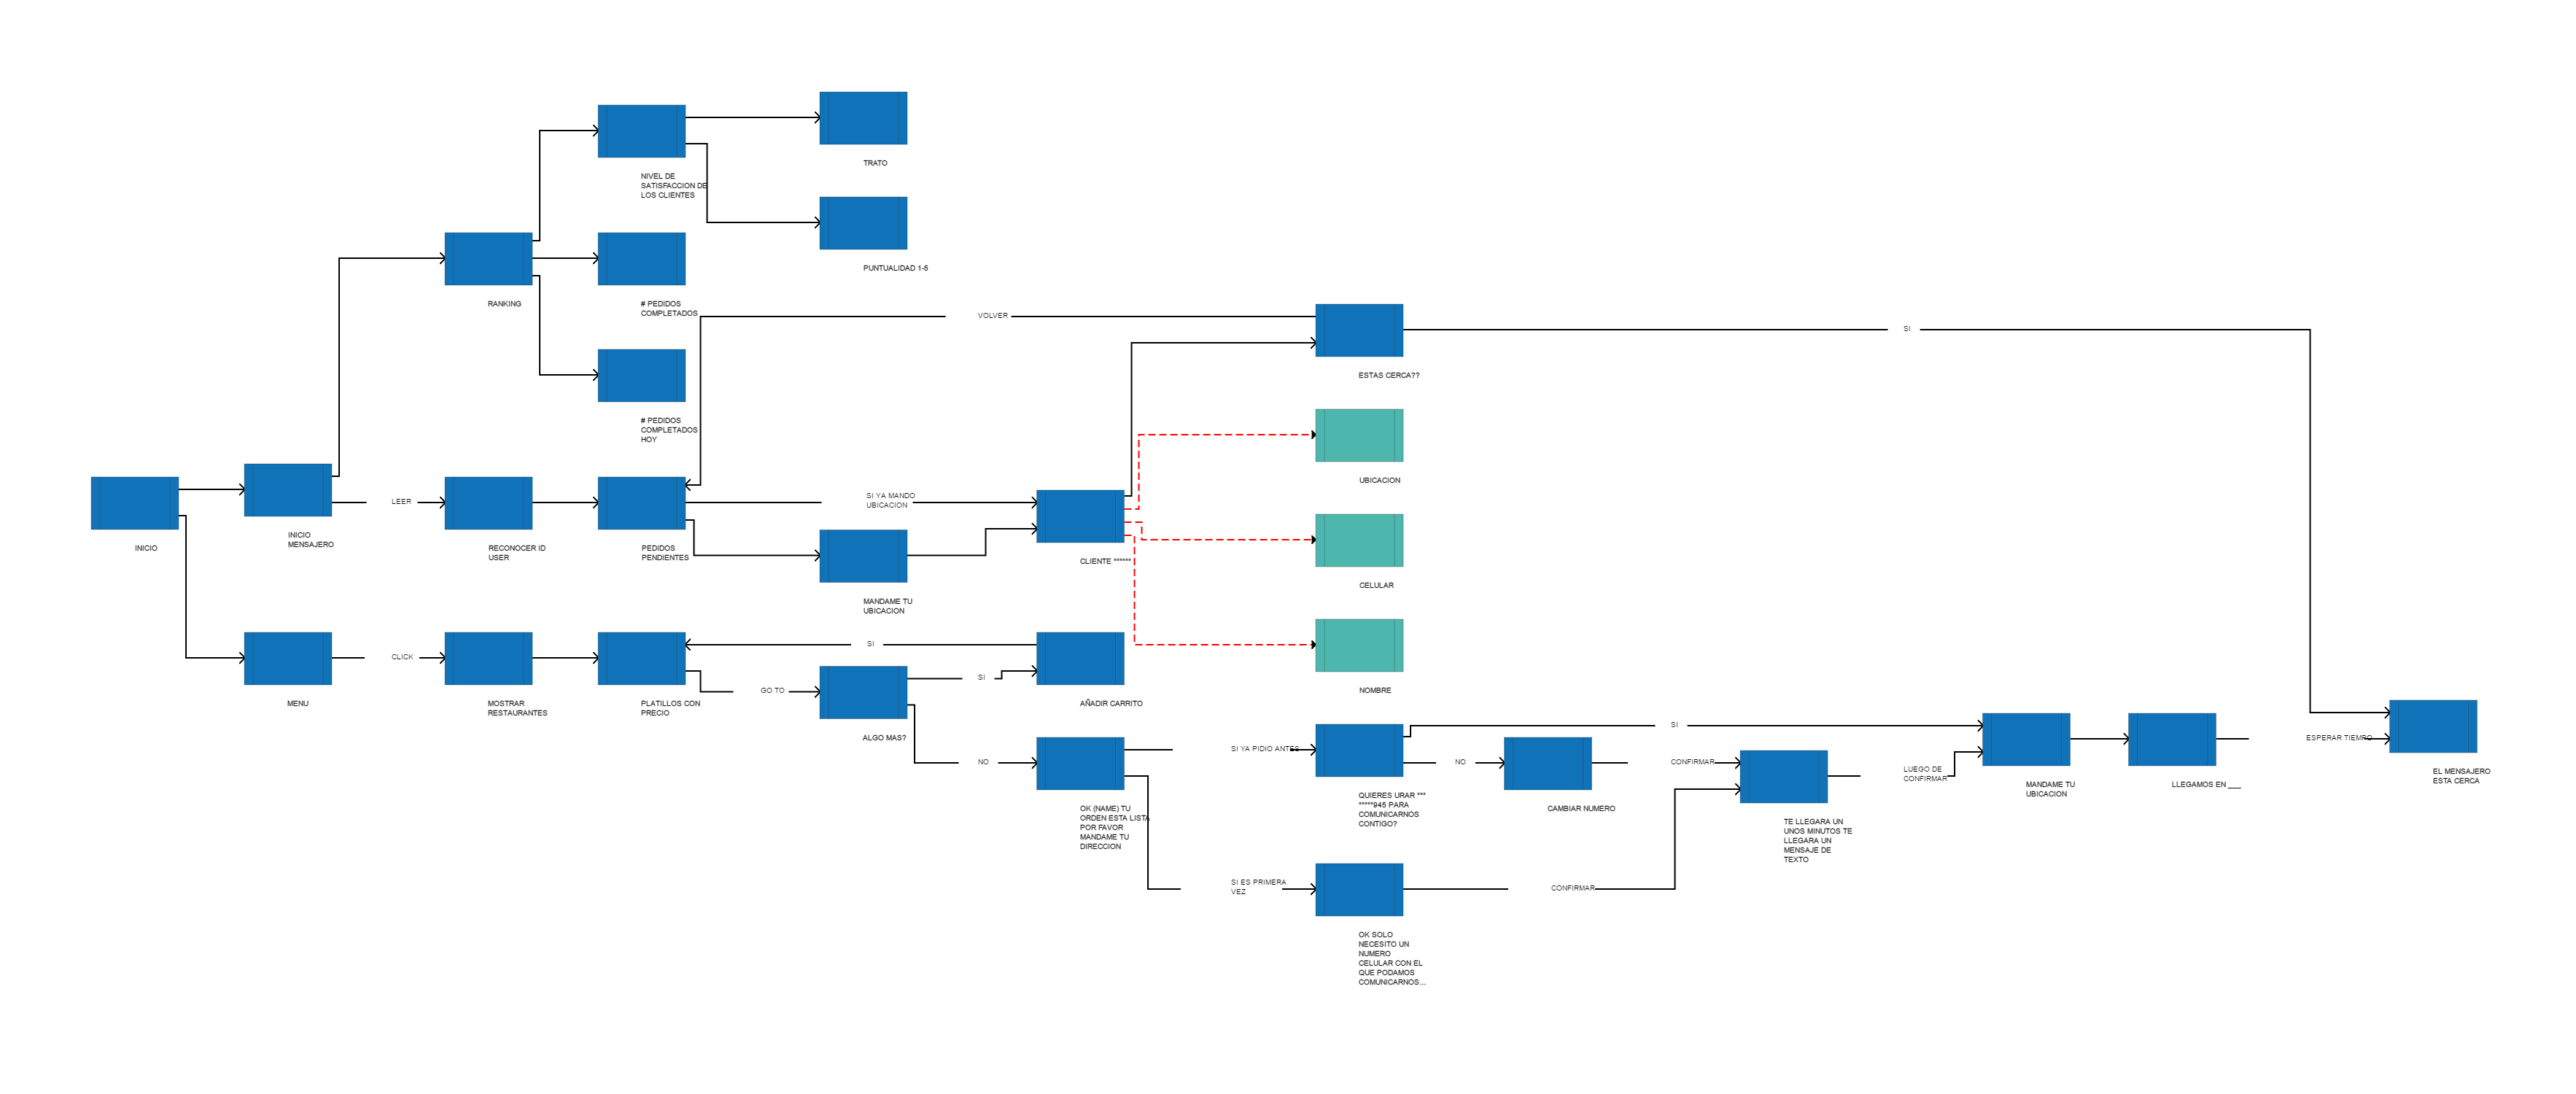 TRATO
NIVEL DE
SATISFACCION DE
LOS CLIENTES
PUNTUALIDAD 1-5
RANKING
# PEDIDOS
COMPLETADOS
VOLVER
SI
ESTAS CERCA??
# PEDIDOS
COMPLETADOS
HOY
UBICACION
LEER
SI YA MANDO
UBICACION
INICIO
INICIO
MENSAJERO
RECONOCER ID
USER
PEDIDOS
PENDIENTES
CLIENTE ******
CELULAR
MANDAME TU
UBICACION
SI
CLICK
SI
GO TO
NOMBRE
MENU
MOSTRAR
RESTAURANTES
PLATILLOS CON
PRECIO
AÑADIR CARRITO
SI
ALGO MAS?
SI YA PIDIO ANTES
ESPERAR TIEMPO
NO
NO
CONFIRMAR
LUEGO DE
CONFIRMAR
EL MENSAJERO
ESTA CERCA
MANDAME TU
UBICACION
LLEGAMOS EN ___
QUIERES URAR ***
*****945 PARA
COMUNICARNOS
CONTIGO?
CAMBIAR NUMERO
OK (NAME) TU
ORDEN ESTA LISTA
POR FAVOR
MANDAME TU
DIRECCION
TE LLEGARA UN
UNOS MINUTOS TE
LLEGARA UN
MENSAJE DE
TEXTO
SI ES PRIMERA
VEZ
CONFIRMAR
OK SOLO
NECESITO UN
NUMERO
CELULAR CON EL
QUE PODAMOS
COMUNICARNOS...